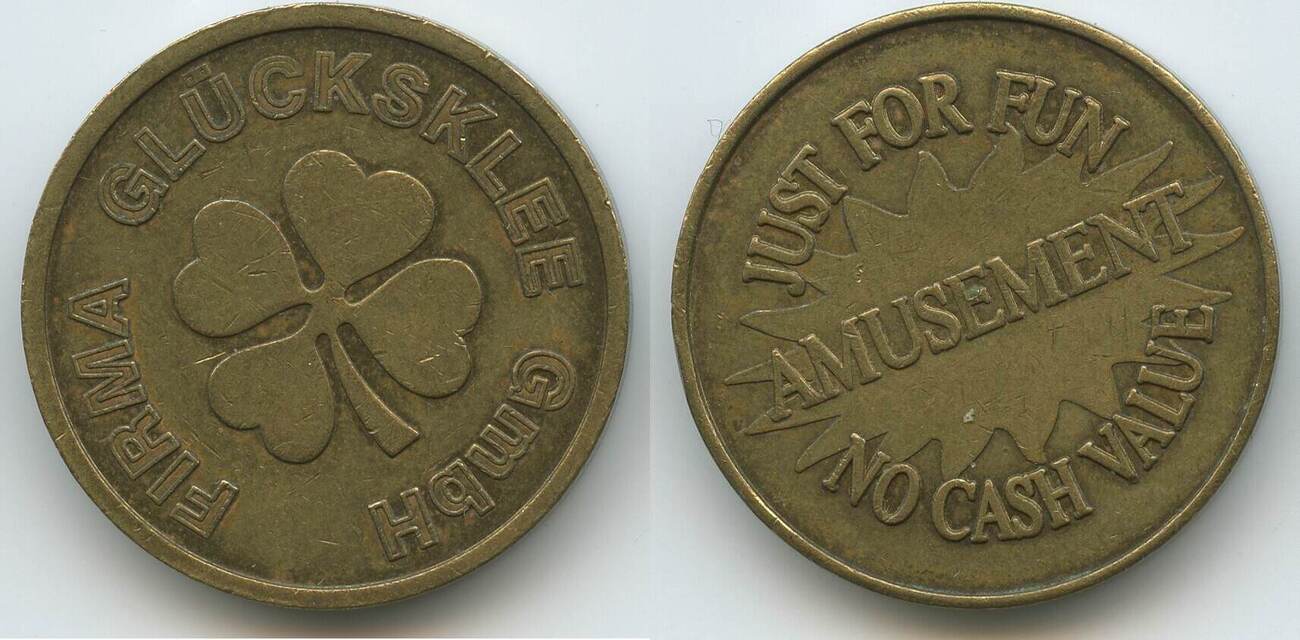 FIRMA GLÜCKSKLEE GmbH
JUST FOR FUN
AMUSEMENT
NO CASH VALUE